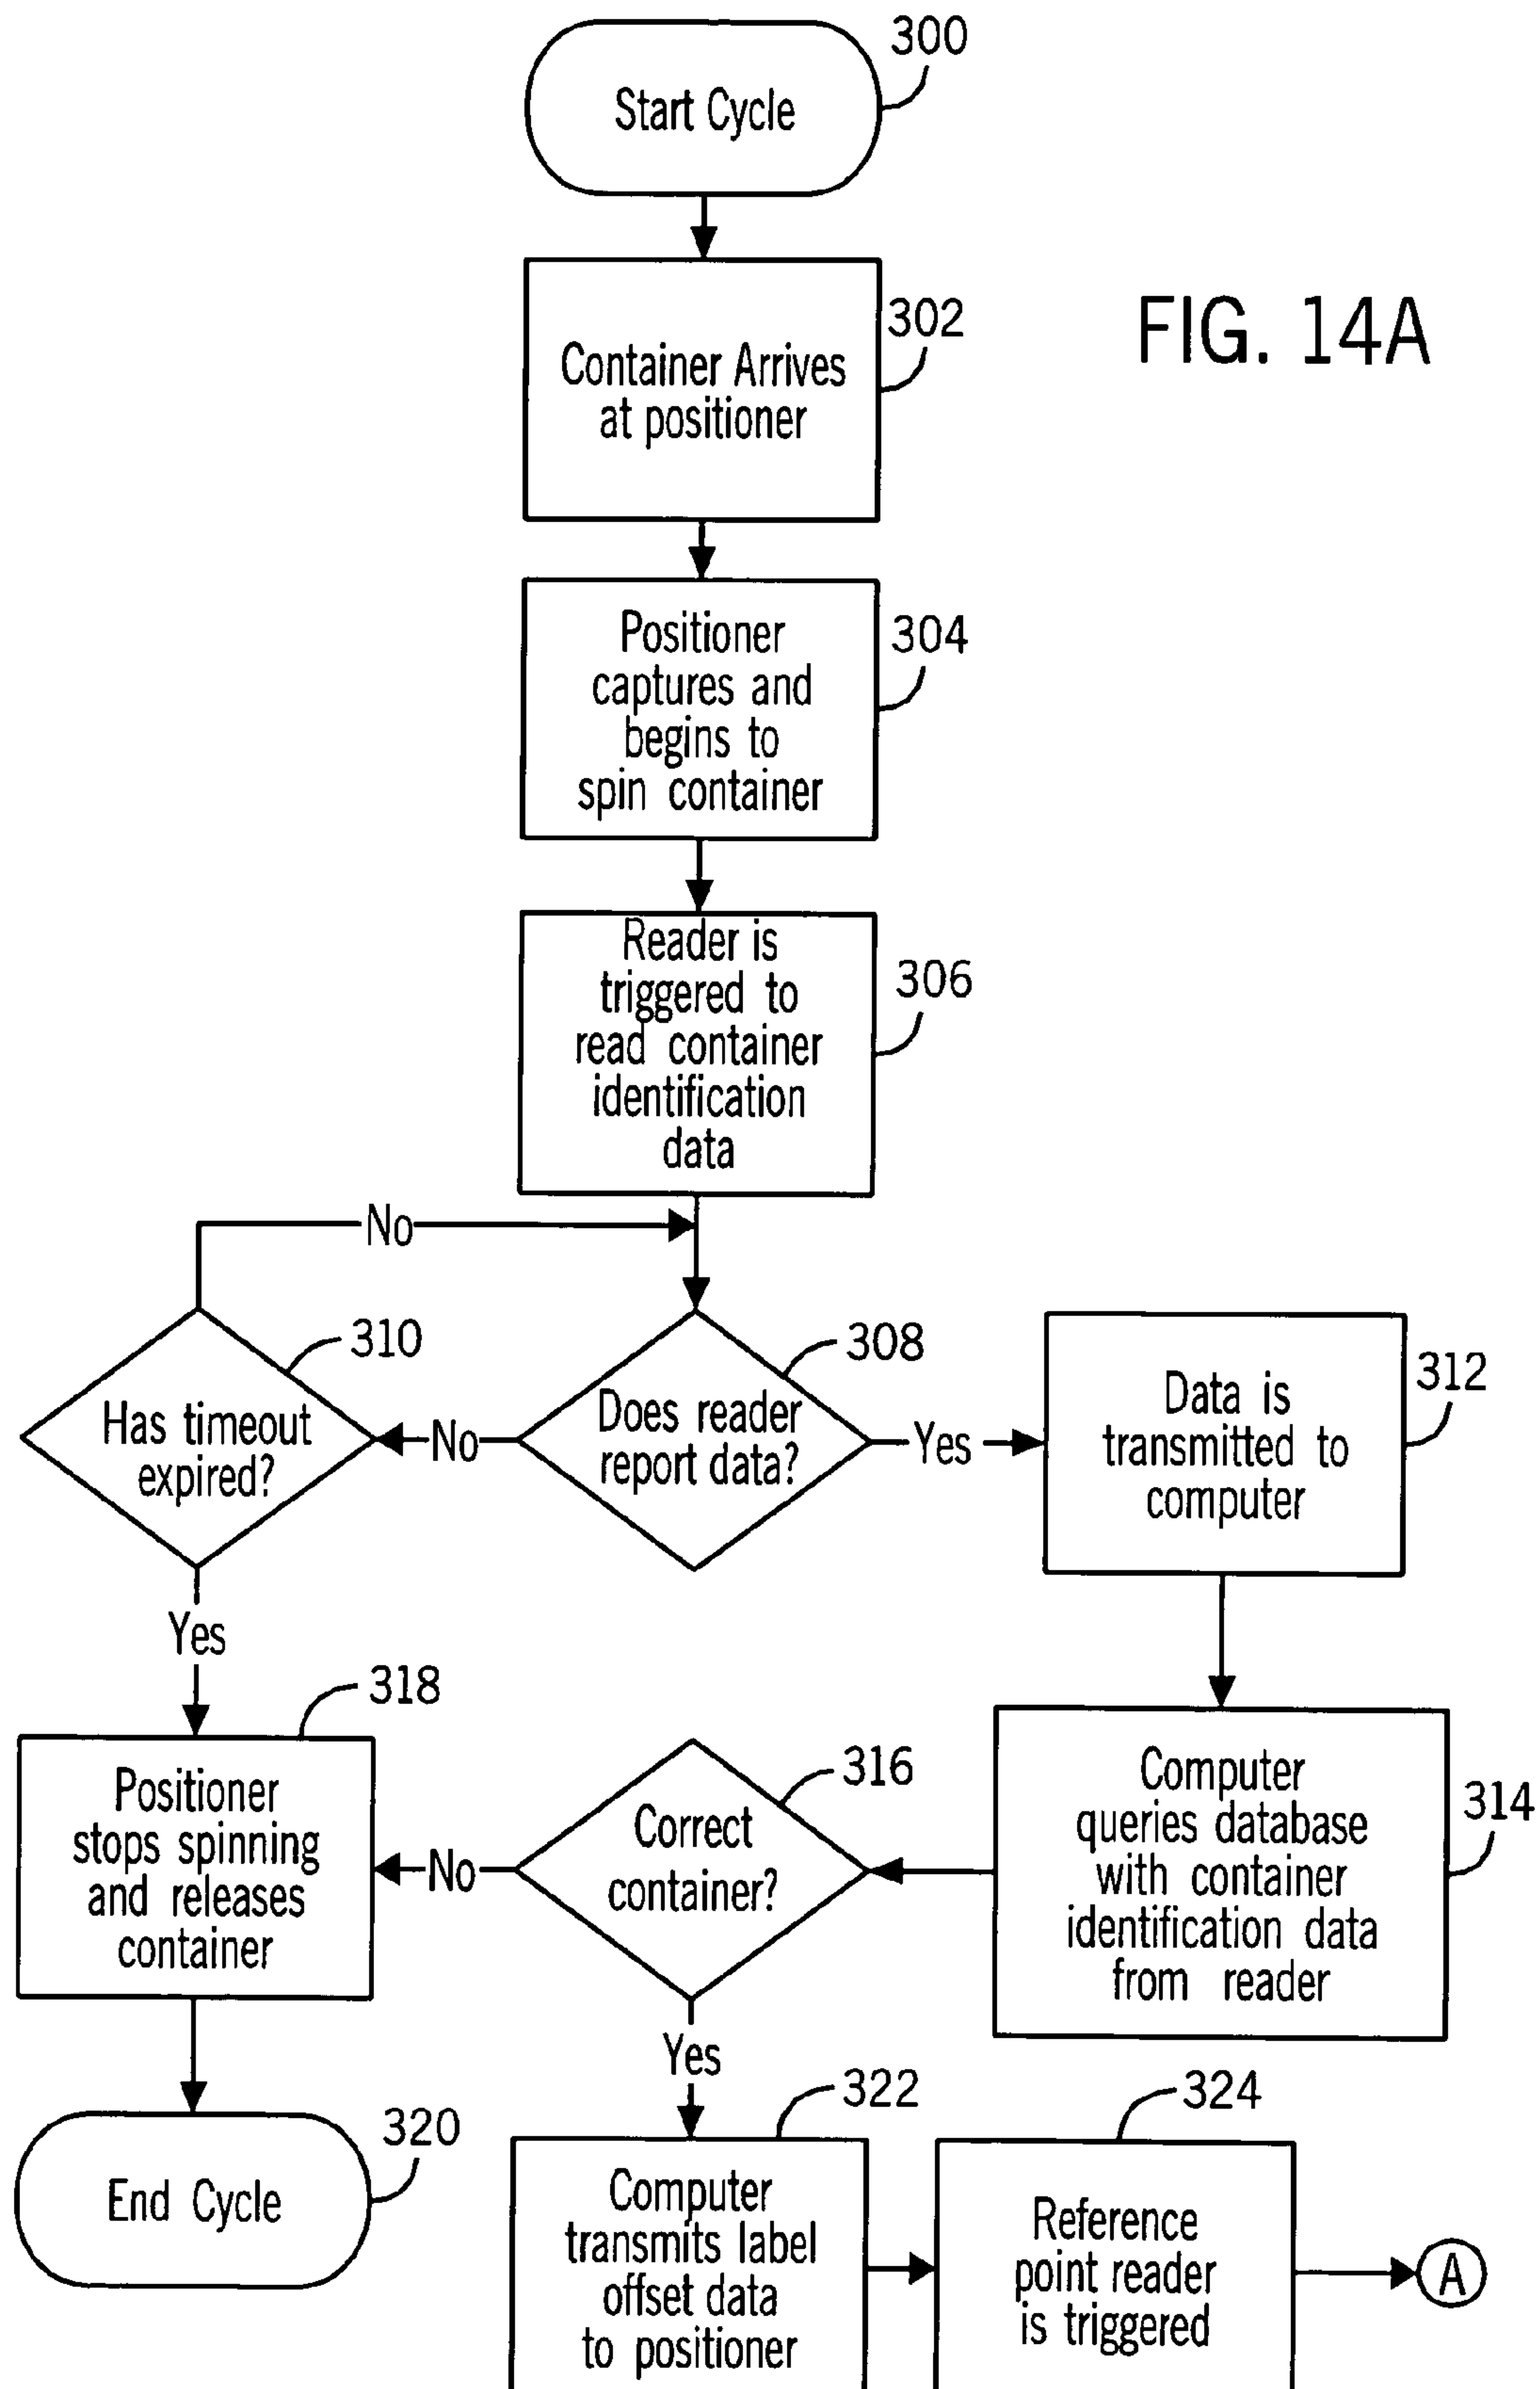 300
Start Cycle
FIG. 14A
302
Container Arrives
at positioner
304
Positioner
captures and
begins to
spin container
306
Reader is
triggered to
read container
identification
data
No
310
Has timeout
expired?
No
308
Does reader
report data?
Yes
312
Data is
transmitted to
computer
Yes
318
Positioner
stops spinning
and releases
container
No
316
Correct
container?
314
Computer
queries database
with container
identification data
from reader
Yes
320
End Cycle
322
Computer
transmits label
offset data
to positioner
324
Reference
point reader
is triggered
A